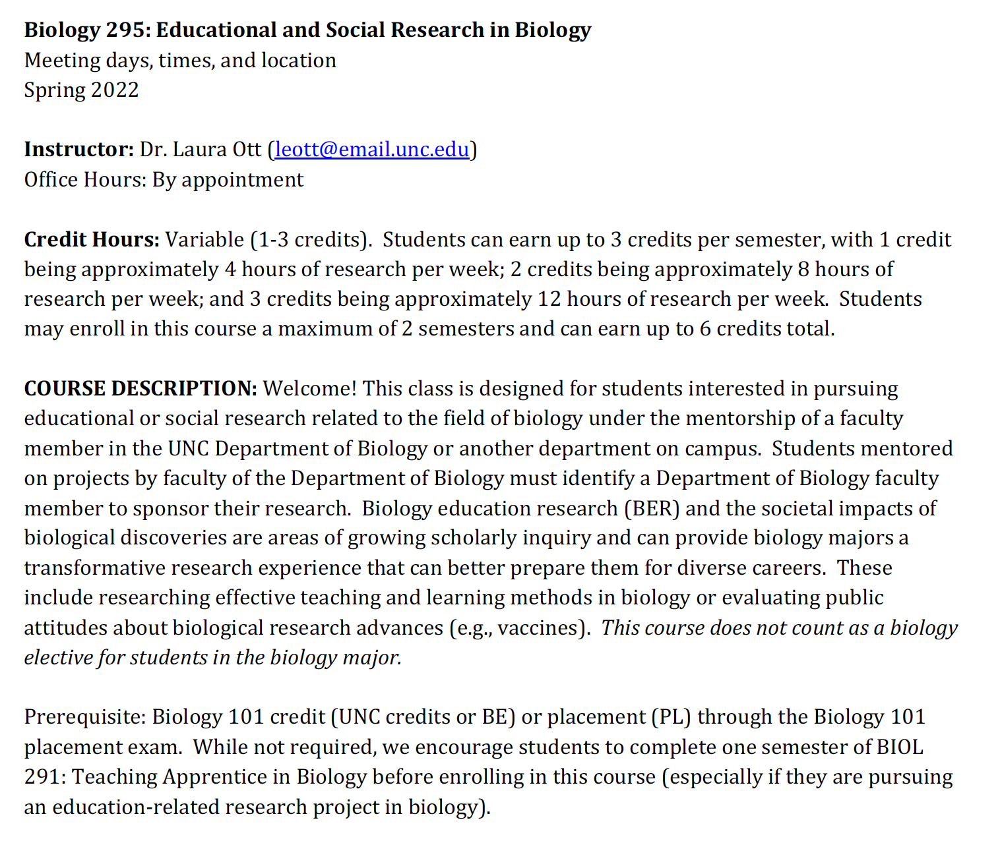 Biology 295: Educational and Social Research in Biology
Meeting days, times, and location
Spring 2022
Instructor: Dr. Laura Ott (leott@email.unc.edu)
Office Hours: By appointment
Credit Hours: Variable (1-3 credits).  Students can earn up to 3 credits per semester, with 1 credit
being approximately 4 hours of research per week; 2 credits being approximately 8 hours of
research per week; and 3 credits being approximately 12 hours of research per week.  Students
may enroll in this course a maximum of 2 semesters and can earn up to 6 credits total.
COURSE DESCRIPTION: Welcome! This class is designed for students interested in pursuing
educational or social research related to the field of biology under the mentorship of a faculty
member in the UNC Department of Biology or another department on campus.  Students mentored
on projects by faculty of the Department of Biology must identify a Department of Biology faculty
member to sponsor their research.  Biology education research (BER) and the societal impacts of
biological discoveries are areas of growing scholarly inquiry and can provide biology majors a
transformative research experience that can better prepare them for diverse careers.  These
include researching effective teaching and learning methods in biology or evaluating public
attitudes about biological research advances (e.g., vaccines).  This course does not count as a biology
elective for students in the biology major.
Prerequisite: Biology 101 credit (UNC credits or BE) or placement (PL) through the Biology 101
placement exam.  While not required, we encourage students to complete one semester of BIOL
291: Teaching Apprentice in Biology before enrolling in this course (especially if they are pursuing
an education-related research project in biology).